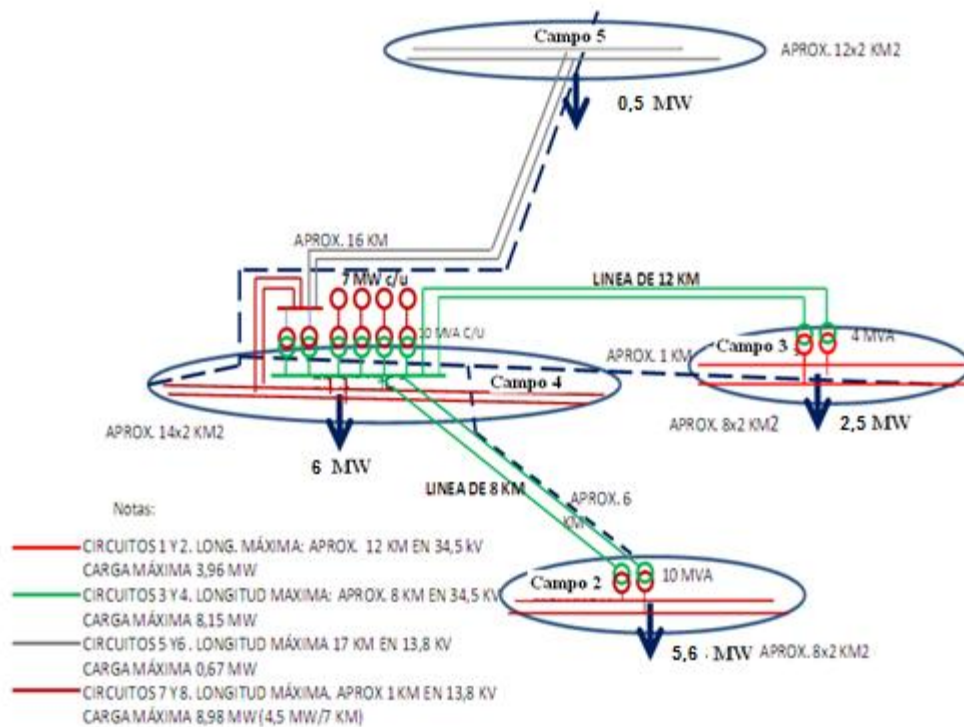 Campo 5
APROX. 12x2 KM2
0,5 MW
APROX. 16 KM
7 MW c/u
LINEA DE 12 KM
10 MVA C/U
4 MVA
Campo 3
APROX. 1 KM
Campo 4
APROX. 14x2 KM2
APROX. 8x2 KM2
2,5 MW
6 MW
LINEA DE 8 KM
APROX. 6
KM
Notas:
CIRCUITOS 1 Y 2. LONG. MÁXIMA: APROX. 12 KM EN 34,5 kV
CARGA MÁXIMA 3,96 MW
Campo 2
10 MVA
CIRCUITOS 3 Y 4. LONGITUD MAXIMA: APROX. 8 KM EN 34,5 KV
CARGA MÁXIMA 8,15 MW
CIRCUITOS 5 Y6. LONGITUD MÁXIMA 17 KM EN 13,8 KV
CARGA MÁXIMA 0,67 MW
5,6 . MW
APROX. 8x2 KM2
CIRCUITOS 7 Y 8. LONGITUD MÁXIMA. APROX 1 KM EN 13,8 KV
CARGA MÁXIMA 8,98 MW (4,5 MW/7 KM)